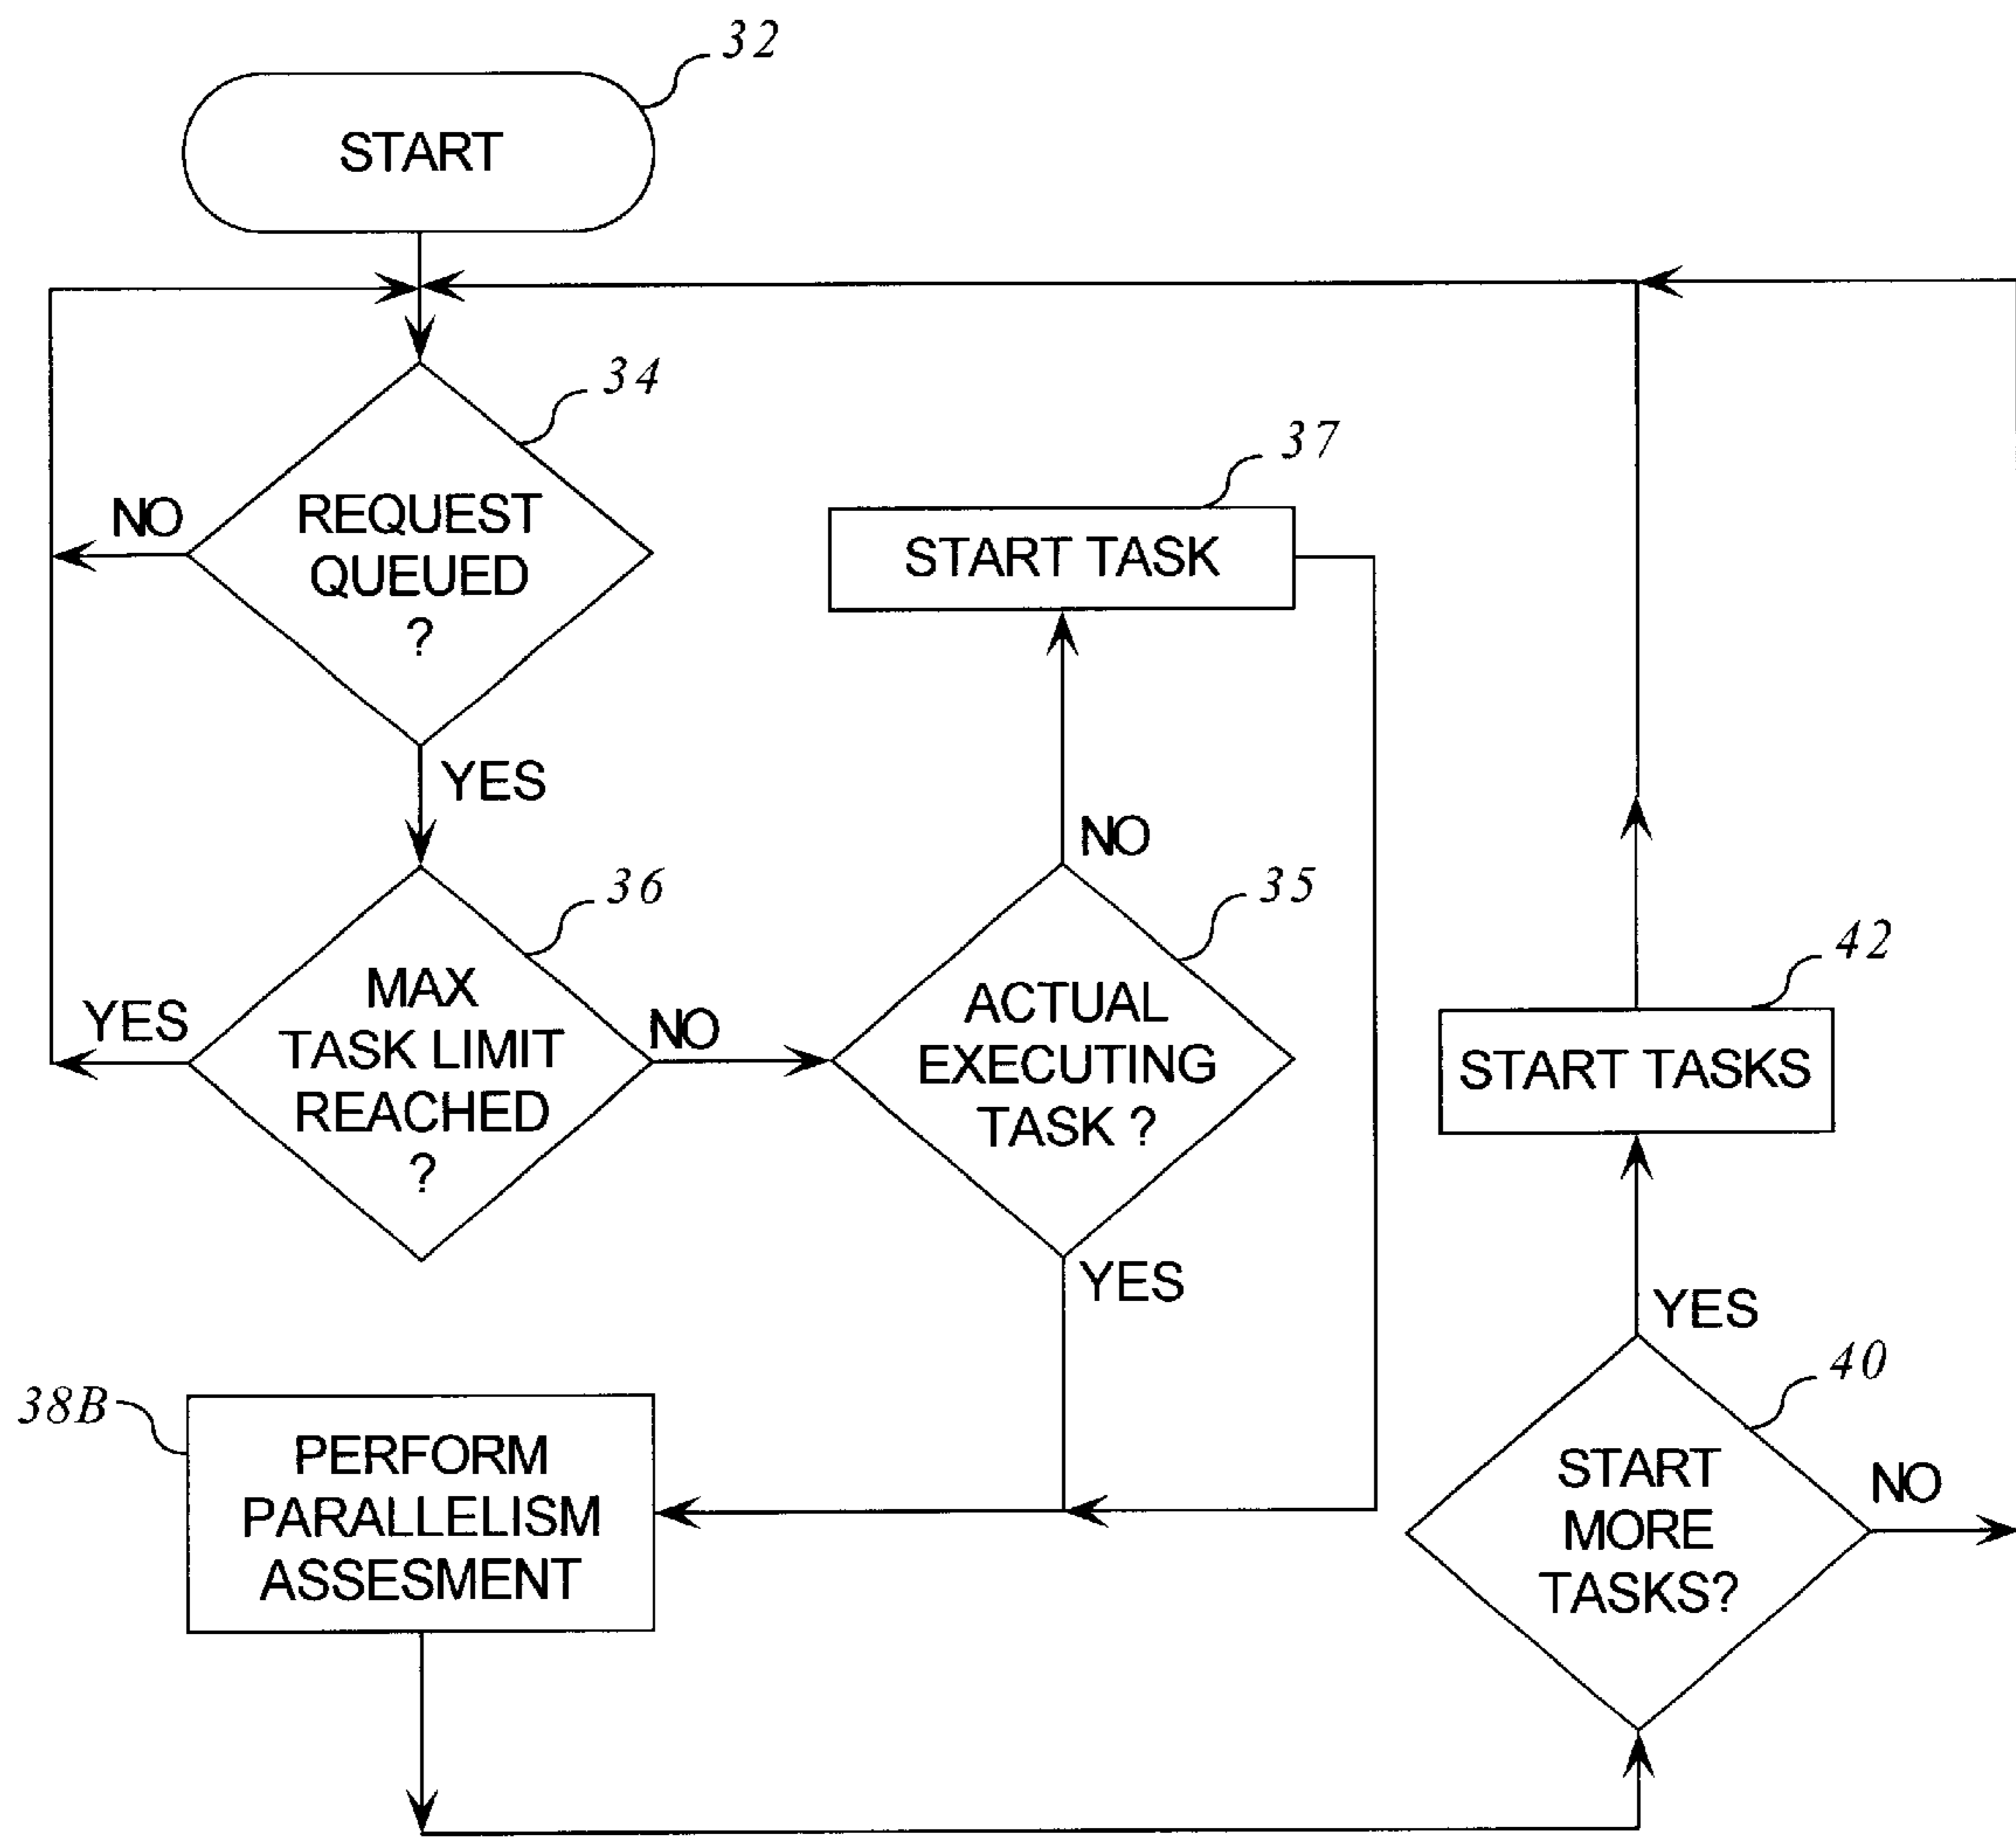 32
START
34
REQUEST
QUEUED
?
NO
YES
36
MAX
TASK LIMIT
REACHED
?
YES
NO
37
START TASK
NO
35
ACTUAL
EXECUTING
TASK ?
YES
38B
PERFORM
PARALLELISM
ASSESMENT
42
START TASKS
YES
40
START
MORE
TASKS?
NO